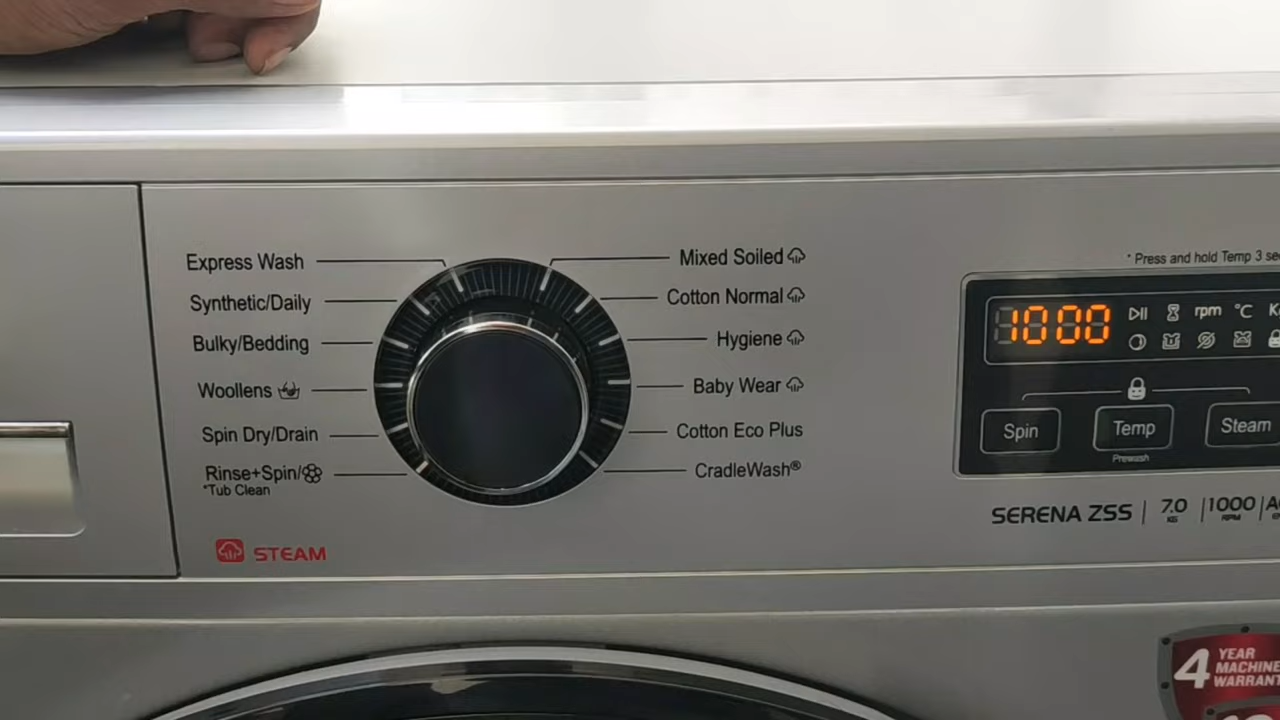 Express Wash
Synthetic/Daily
Bulky/Bedding
Woollens
Spin Dry/Drain
Rinse+Spin/
*Tub Clean
STEAM
Mixed Soiled
Cotton Normal
Hygiene
Baby Wear
Cotton Eco Plus
CradleWash®
* Press and hold Temp 3
1000
rpm °C
Spin Temp Steam
Prewash
SERENA ZSS | 7.0 KG | 1000 RPM |
4 YEAR
MACHINE
WARRANT